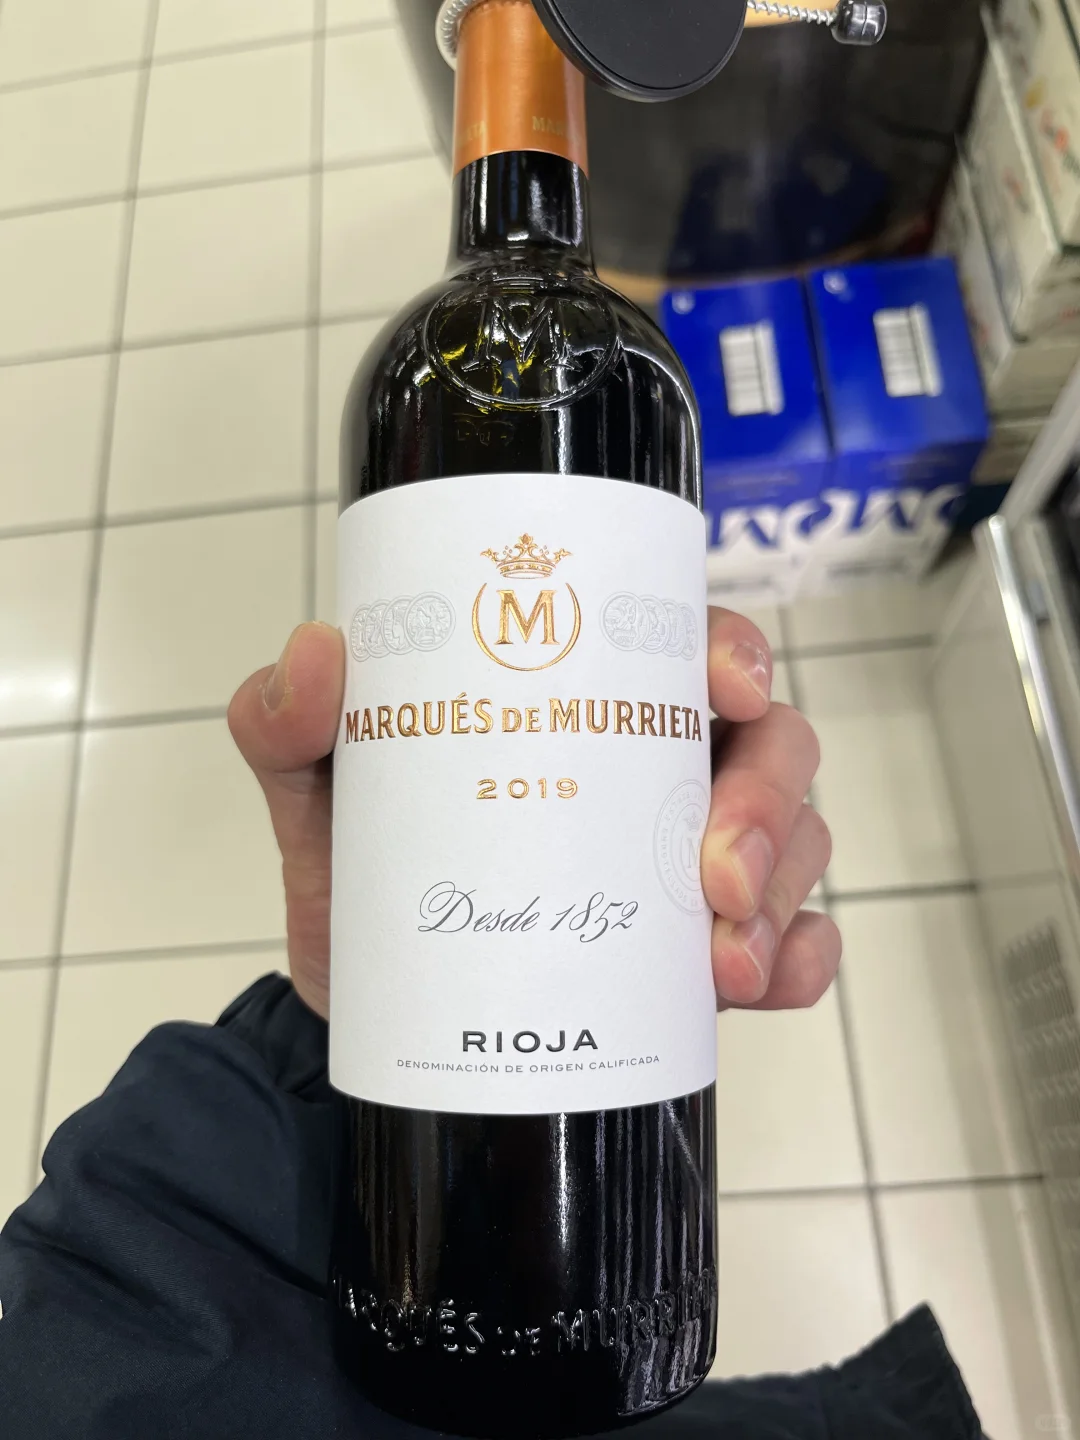 M
M
MARQUÉS DE MURRIETA
2019
M
Desde 1852
RIOJA
DENOMINACIÓN DE ORIGEN CALIFICADA
MARQUÉS DE MURRIETA